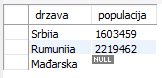 drzava populacija
Srbija 1603459
Rumunija 2219462
Mađarska NULL